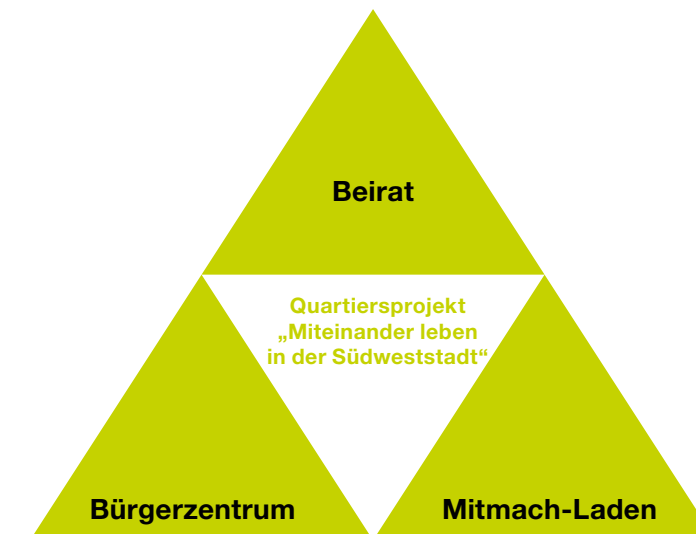 Beirat
Quartiersprojekt
„Miteinander leben
in der Südweststadt“
Bürgerzentrum
Mitmach-Laden